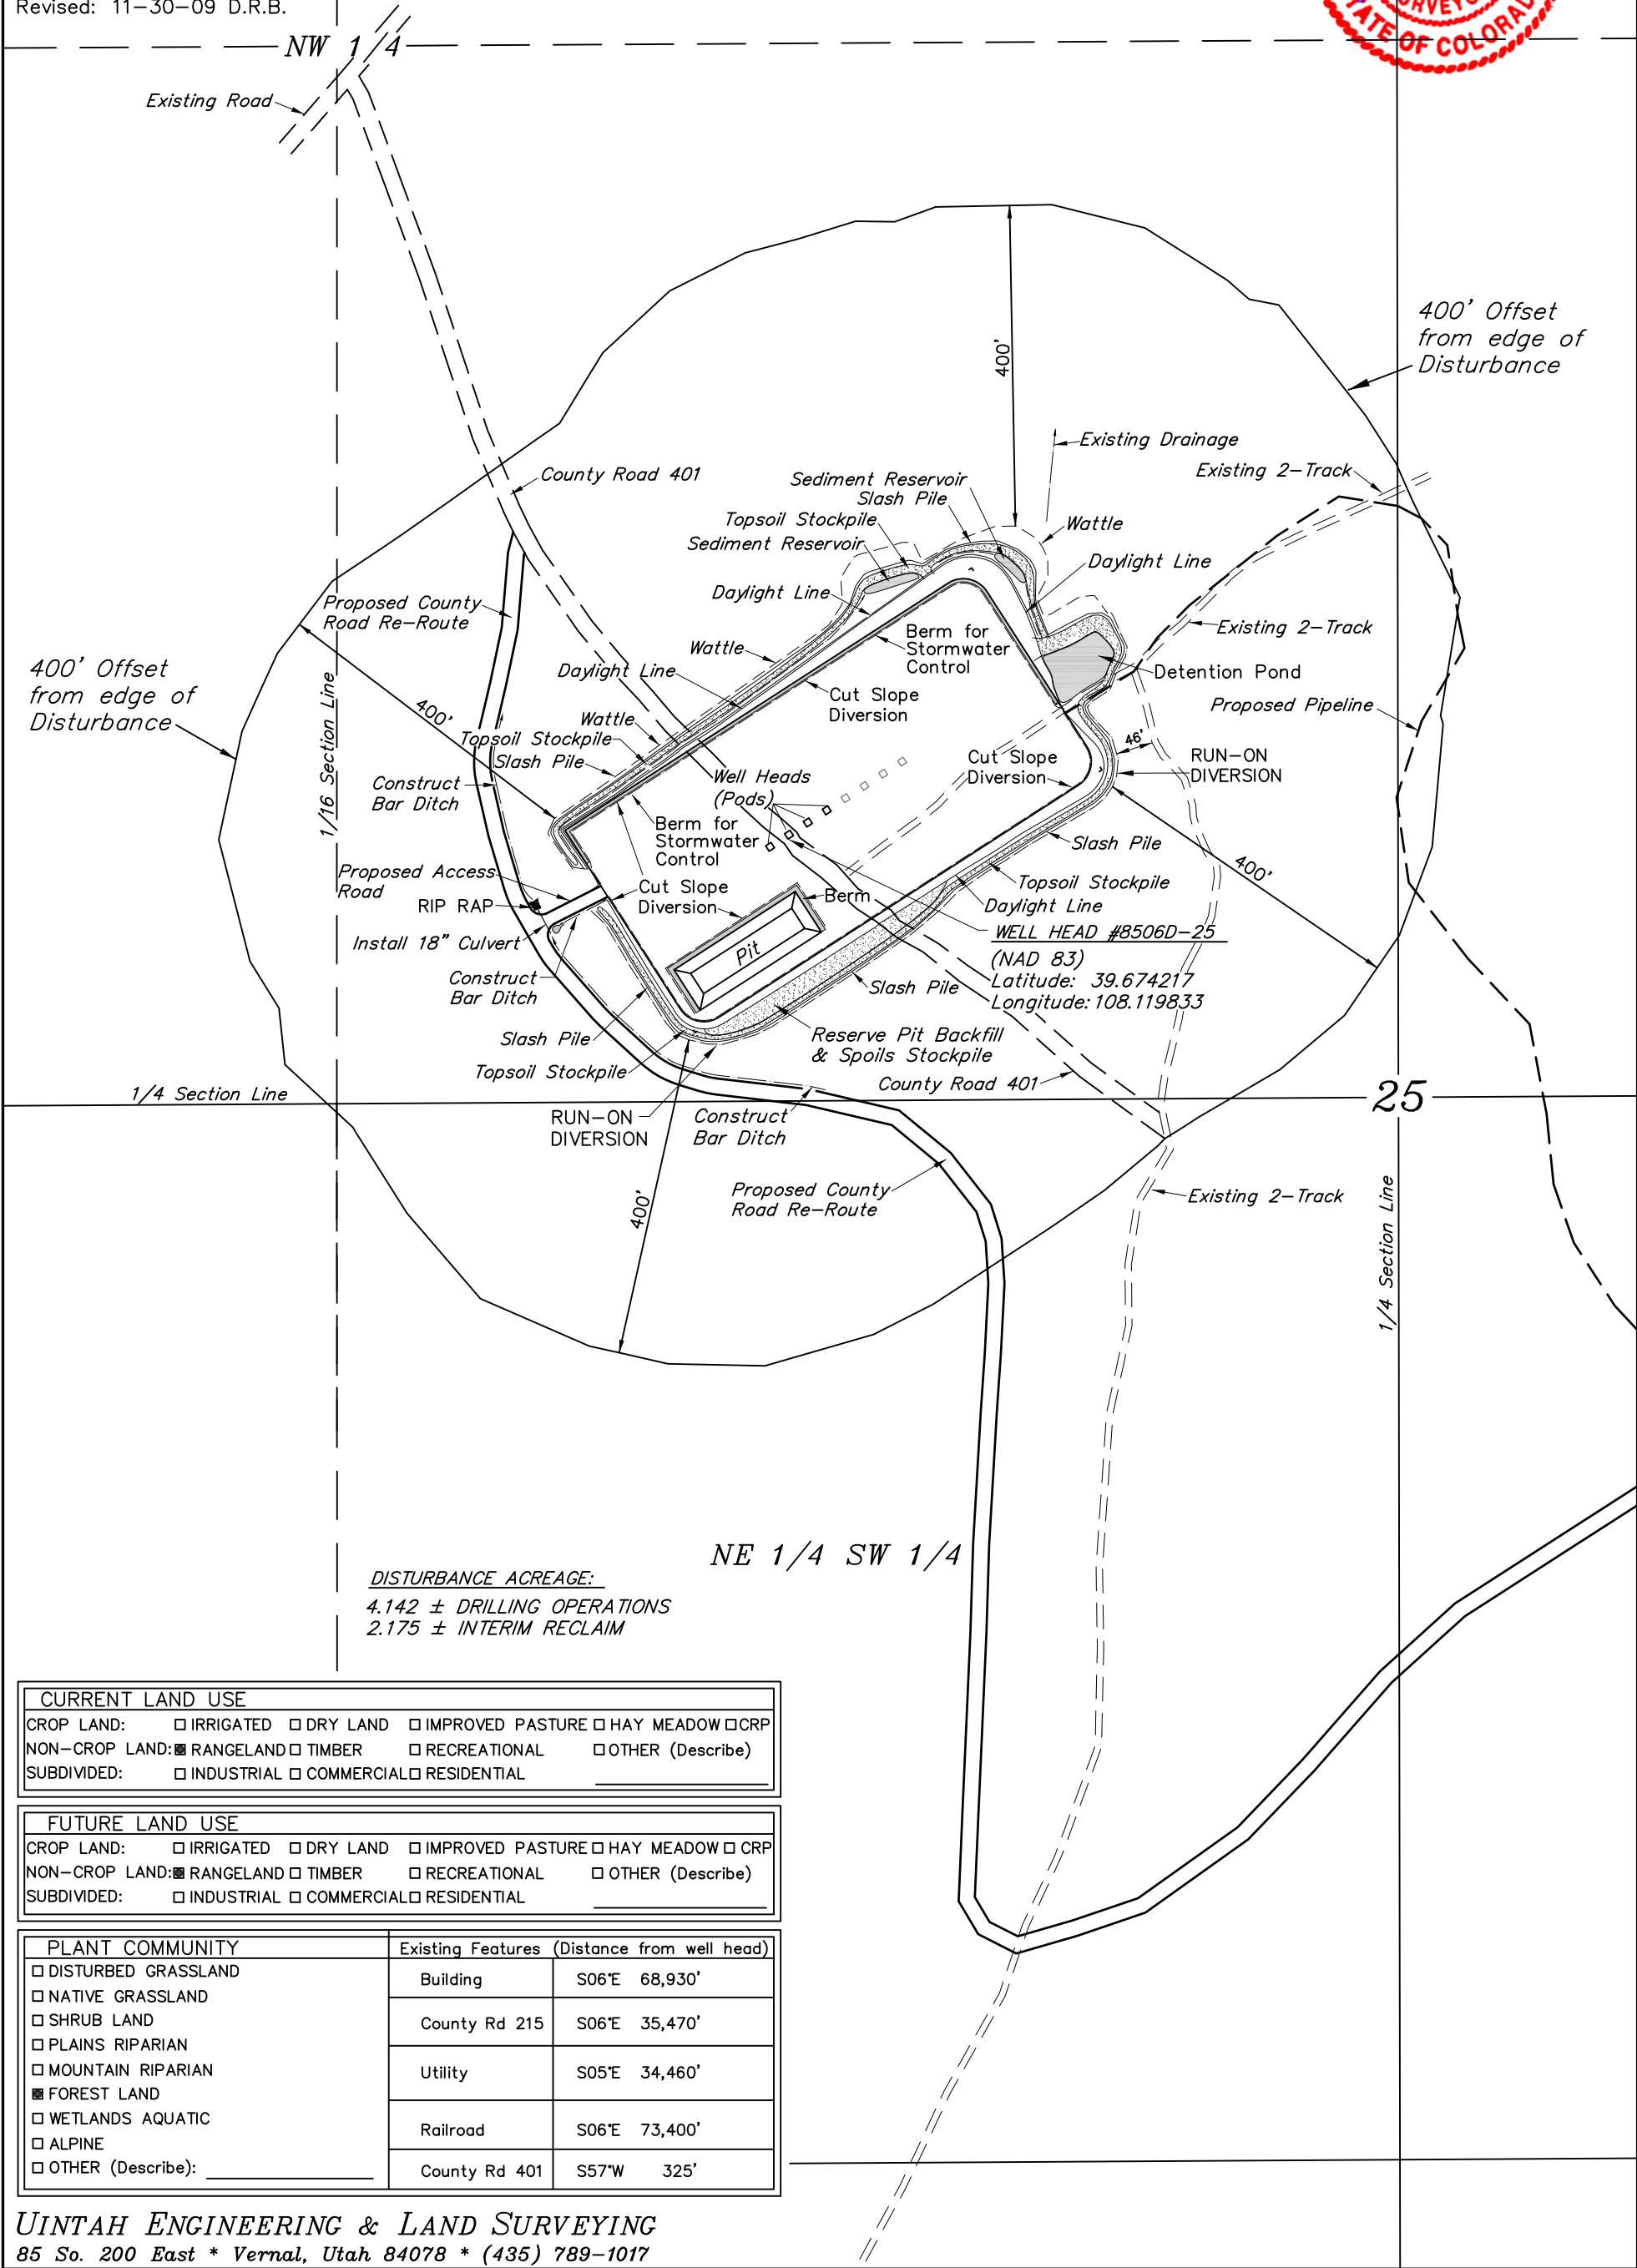 Revised: 11-30-09 D.R.B.
STATE OF COLORADO
NW 1/4
Existing Road
400' Offset
from edge of
Disturbance
400'
Existing Drainage
Existing 2-Track
County Road 401
Sediment Reservoir
Slash Pile
Topsoil Stockpile
Sediment Reservoir
Wattle
Daylight Line
Daylight Line
Proposed County
Road Re-Route
Berm for
Stormwater
Control
Existing 2-Track
Wattle
Detention Pond
400' Offset
from edge of
Disturbance
1/16 Section Line
Daylight Line
Cut Slope
Diversion
Proposed Pipeline
400'
Wattle
Topsoil Stockpile
Slash Pile
46'
Cut Slope
Diversion
RUN-ON
DIVERSION
Construct
Bar Ditch
Well Heads
(Pods)
Berm for
Stormwater
Control
Slash Pile
400'
Proposed Access
Road
RIP RAP
Cut Slope
Diversion
Berm
Topsoil Stockpile
Daylight Line
Install 18" Culvert
Pit
WELL HEAD #8506D-25
(NAD 83)
Latitude: 39.674217
Longitude: 108.119833
Construct
Bar Ditch
Slash Pile
Slash Pile
Reserve Pit Backfill
& Spoils Stockpile
Topsoil Stockpile
County Road 401
1/4 Section Line
25
RUN-ON
DIVERSION
Construct
Bar Ditch
400'
Proposed County
Road Re-Route
Existing 2-Track
1/4 Section Line
NE 1/4 SW 1/4
DISTURBANCE ACREAGE:
4.142 ± DRILLING OPERATIONS
2.175 ± INTERIM RECLAIM
CURRENT LAND USE
CROP LAND: IRRIGATED DRY LAND IMPROVED PASTURE HAY MEADOW CRP
NON-CROP LAND: RANGELAND TIMBER RECREATIONAL OTHER (Describe)
SUBDIVIDED: INDUSTRIAL COMMERCIAL RESIDENTIAL
FUTURE LAND USE
CROP LAND: IRRIGATED DRY LAND IMPROVED PASTURE HAY MEADOW CRP
NON-CROP LAND: RANGELAND TIMBER RECREATIONAL OTHER (Describe)
SUBDIVIDED: INDUSTRIAL COMMERCIAL RESIDENTIAL
PLANT COMMUNITY
DISTURBED GRASSLAND
NATIVE GRASSLAND
SHRUB LAND
PLAINS RIPARIAN
MOUNTAIN RIPARIAN
FOREST LAND
WETLANDS AQUATIC
ALPINE
OTHER (Describe):
Existing Features (Distance from well head)
Building S06°E 68,930'
County Rd 215 S06°E 35,470'
Utility S05°E 34,460'
Railroad S06°E 73,400'
County Rd 401 S57°W 325'
UINTAH ENGINEERING & LAND SURVEYING
85 So. 200 East * Vernal, Utah 84078 * (435) 789-1017